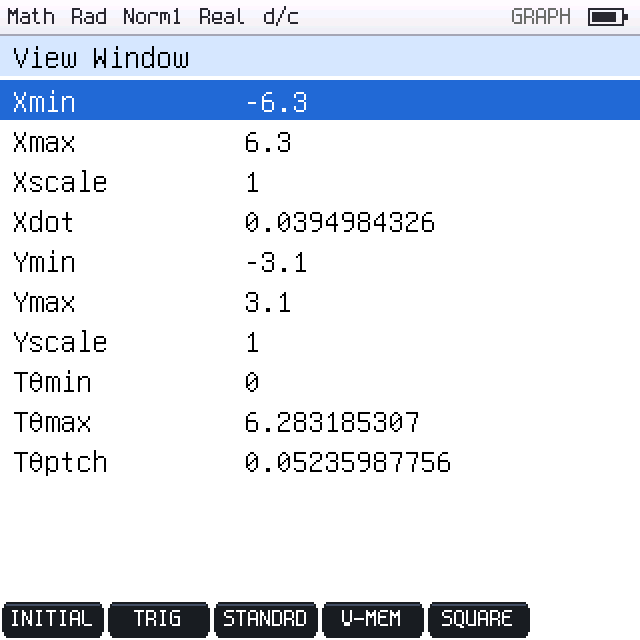 Math Rad Norm1 Real d/c GRAPH
View Window
Xmin -6.3
Xmax 6.3
Xscale 1
Xdot 0.0394984326
Ymin -3.1
Ymax 3.1
Yscale 1
Tθmin 0
Tθmax 6.283185307
Tθptch 0.05235987756
INITIAL TRIG STANDRD V-MEM SQUARE